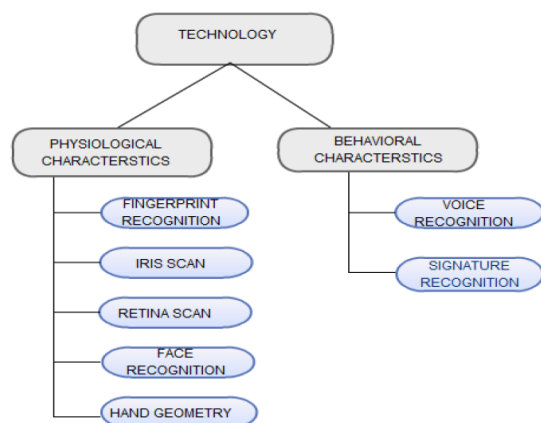 TECHNOLOGY
PHYSIOLOGICAL
CHARACTERSTICS
FINGERPRINT
RECOGNITION
IRIS SCAN
RETINA SCAN
FACE
RECOGNITION
HAND GEOMETRY
BEHAVIORAL
CHARACTERSTICS
VOICE
RECOGNITION
SIGNATURE
RECOGNITION